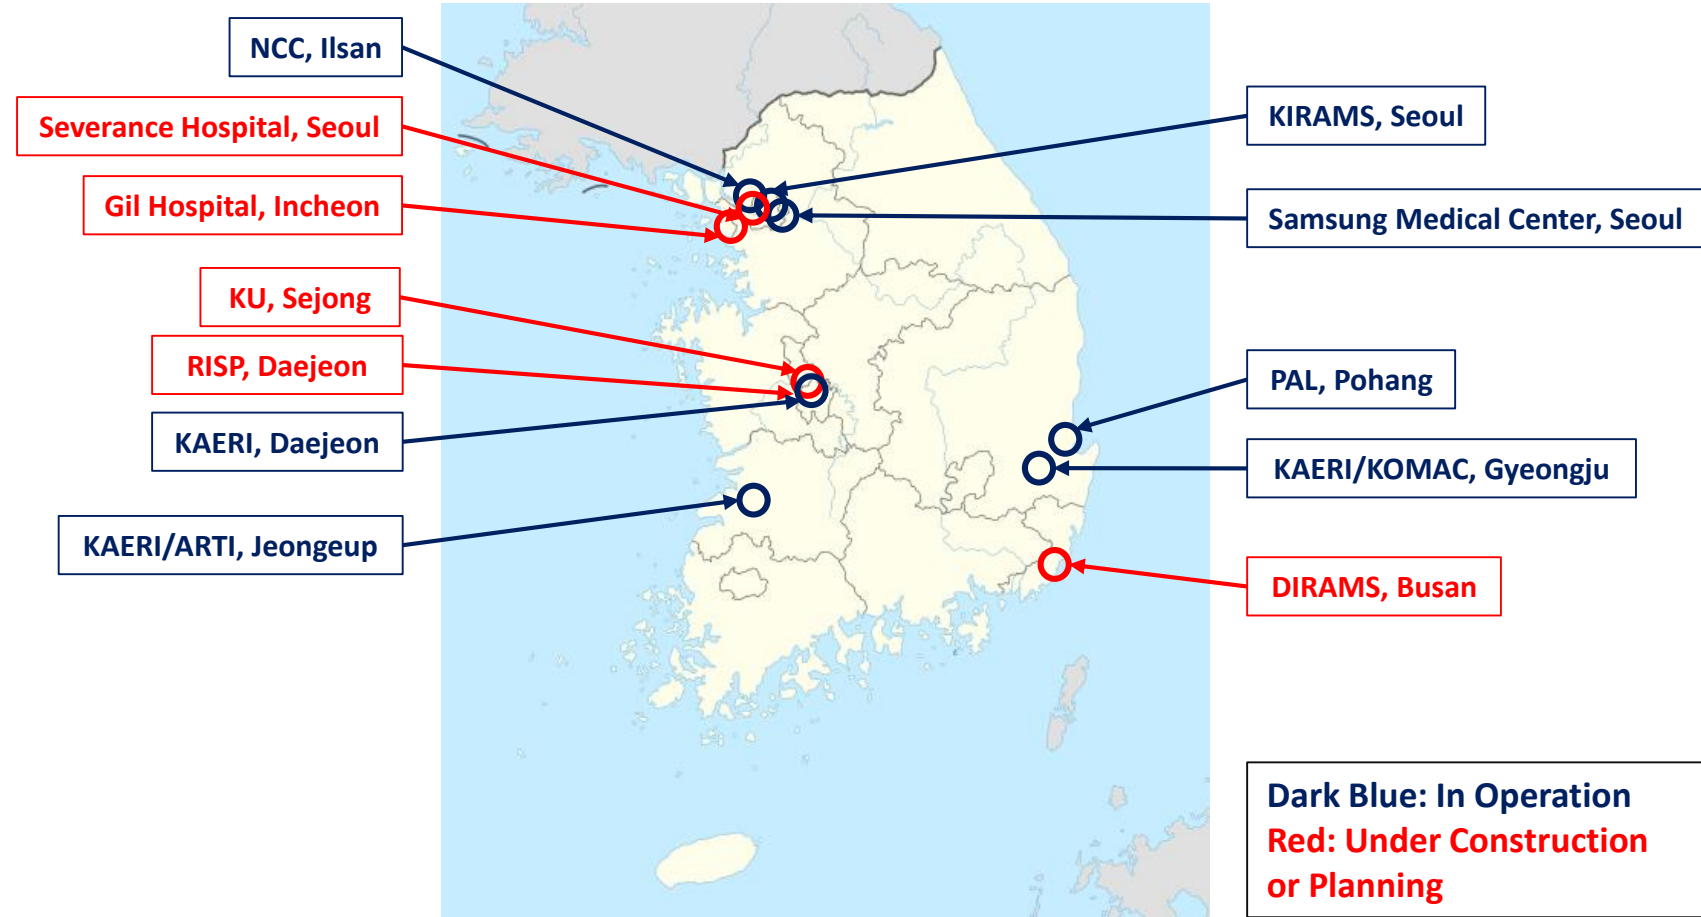 NCC, Ilsan
Severance Hospital, Seoul
Gil Hospital, Incheon
KU, Sejong
RISP, Daejeon
KAERI, Daejeon
KAERI/ARTI, Jeongeup
KIRAMS, Seoul
Samsung Medical Center, Seoul
PAL, Pohang
KAERI/KOMAC, Gyeongju
DIRAMS, Busan
Dark Blue: In Operation
Red: Under Construction
or Planning